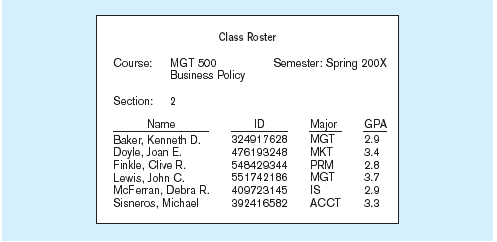 Class Roster
Course: MGT 500 Semester: Spring 200X
Business Policy
Section: 2
Name ID Major GPA
Baker, Kenneth D. 324917628 MGT 2.9
Doyle, Joan E. 476193248 MKT 3.4
Finkle, Clive R. 548429344 PRM 2.8
Lewis, John C. 551742186 MGT 3.7
McFerran, Debra R. 409723145 IS 2.9
Sisneros, Michael 392416582 ACCT 3.3